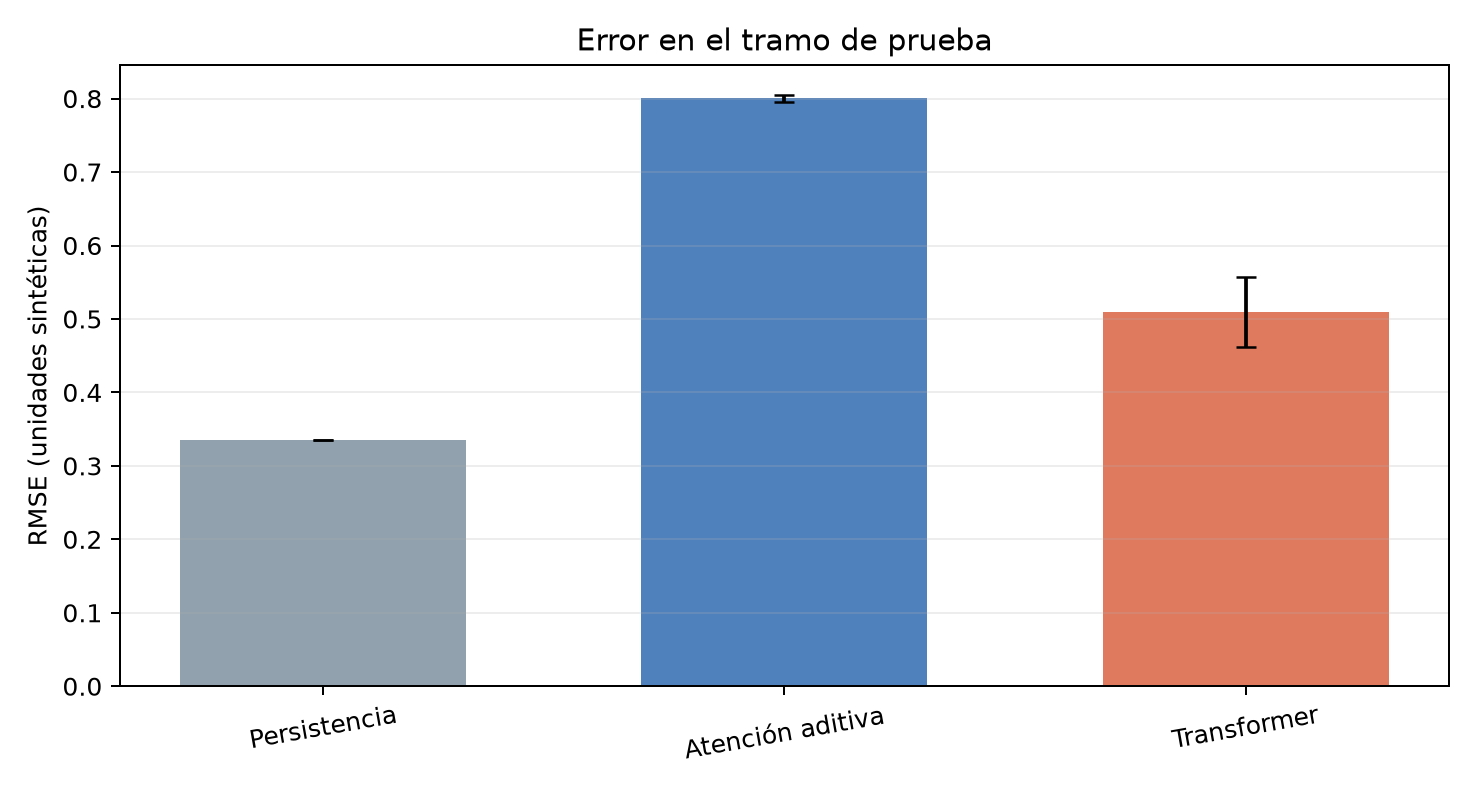 Error en el tramo de prueba
RMSE (unidades sintéticas)
0.8
0.7
0.6
0.5
0.4
0.3
0.2
0.1
0.0
Persistencia
Atención aditiva
Transformer